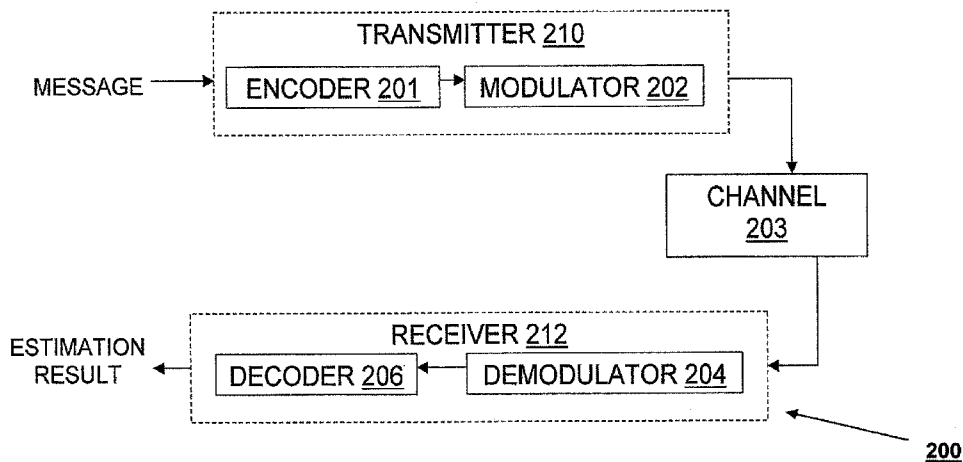 TRANSMITTER 210
MESSAGE
ENCODER 201
MODULATOR 202
CHANNEL
203
RECEIVER 212
ESTIMATION
RESULT
DECODER 206
DEMODULATOR 204
200